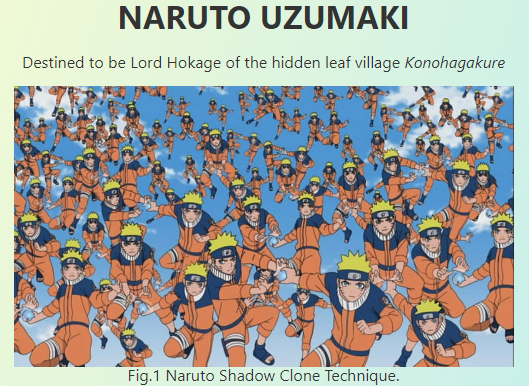 NARUTO UZUMAKI
Destined to be Lord Hokage of the hidden leaf village Konohagakure
Fig.1 Naruto Shadow Clone Technique.